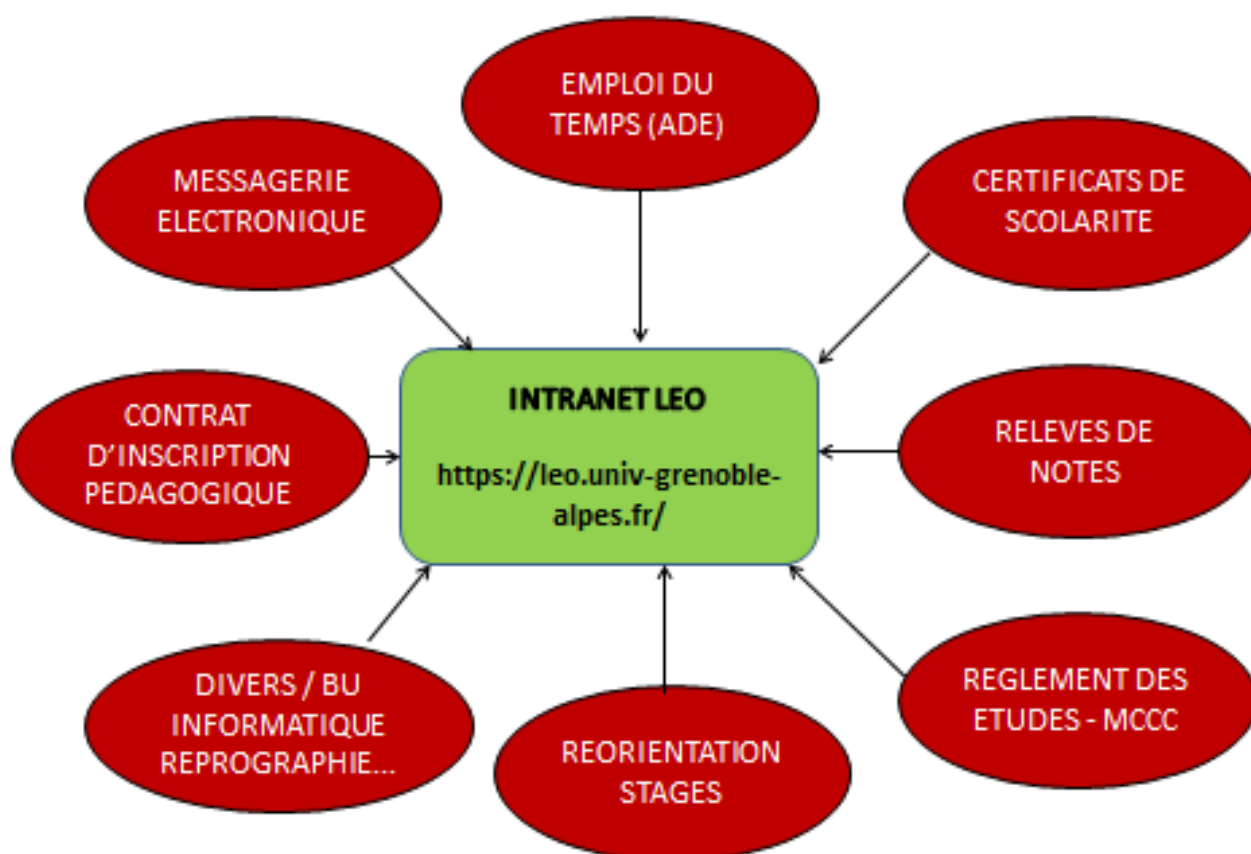 EMPLOI DU
TEMPS (ADE)
MESSAGERIE
ELECTRONIQUE
CERTIFICATS DE
SCOLARITE
INTRANET LEO
https://leo.univ-grenoble-
alpes.fr/
CONTRAT
D’INSCRIPTION
PEDAGOGIQUE
RELEVES DE
NOTES
DIVERS / BU
INFORMATIQUE
REPROGRAPHIE...
REORIENTATION
STAGES
REGLEMENT DES
ETUDES - MCCC